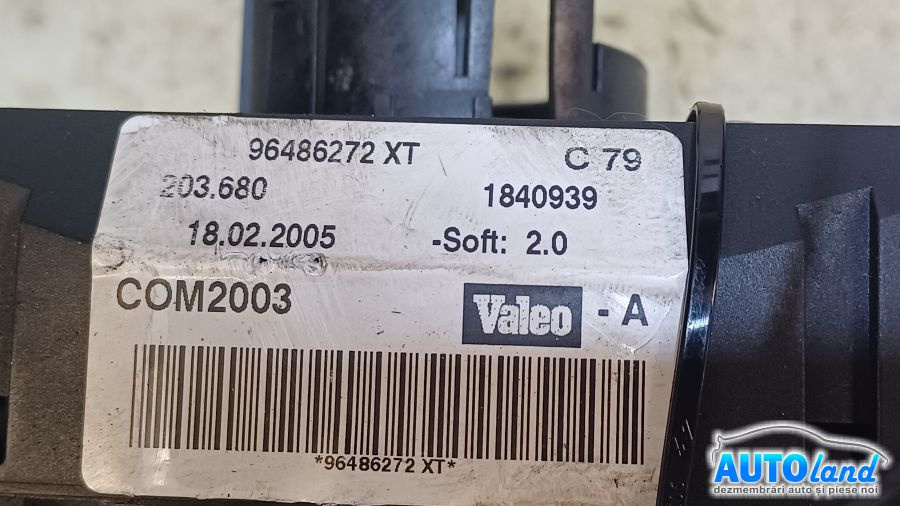 96486272 XT C 79
203.680 1840939
18.02.2005 -Soft: 2.0
COM2003 Valeo - A
*96486272 XT*
AUTOland
dezmembrări auto și piese noi